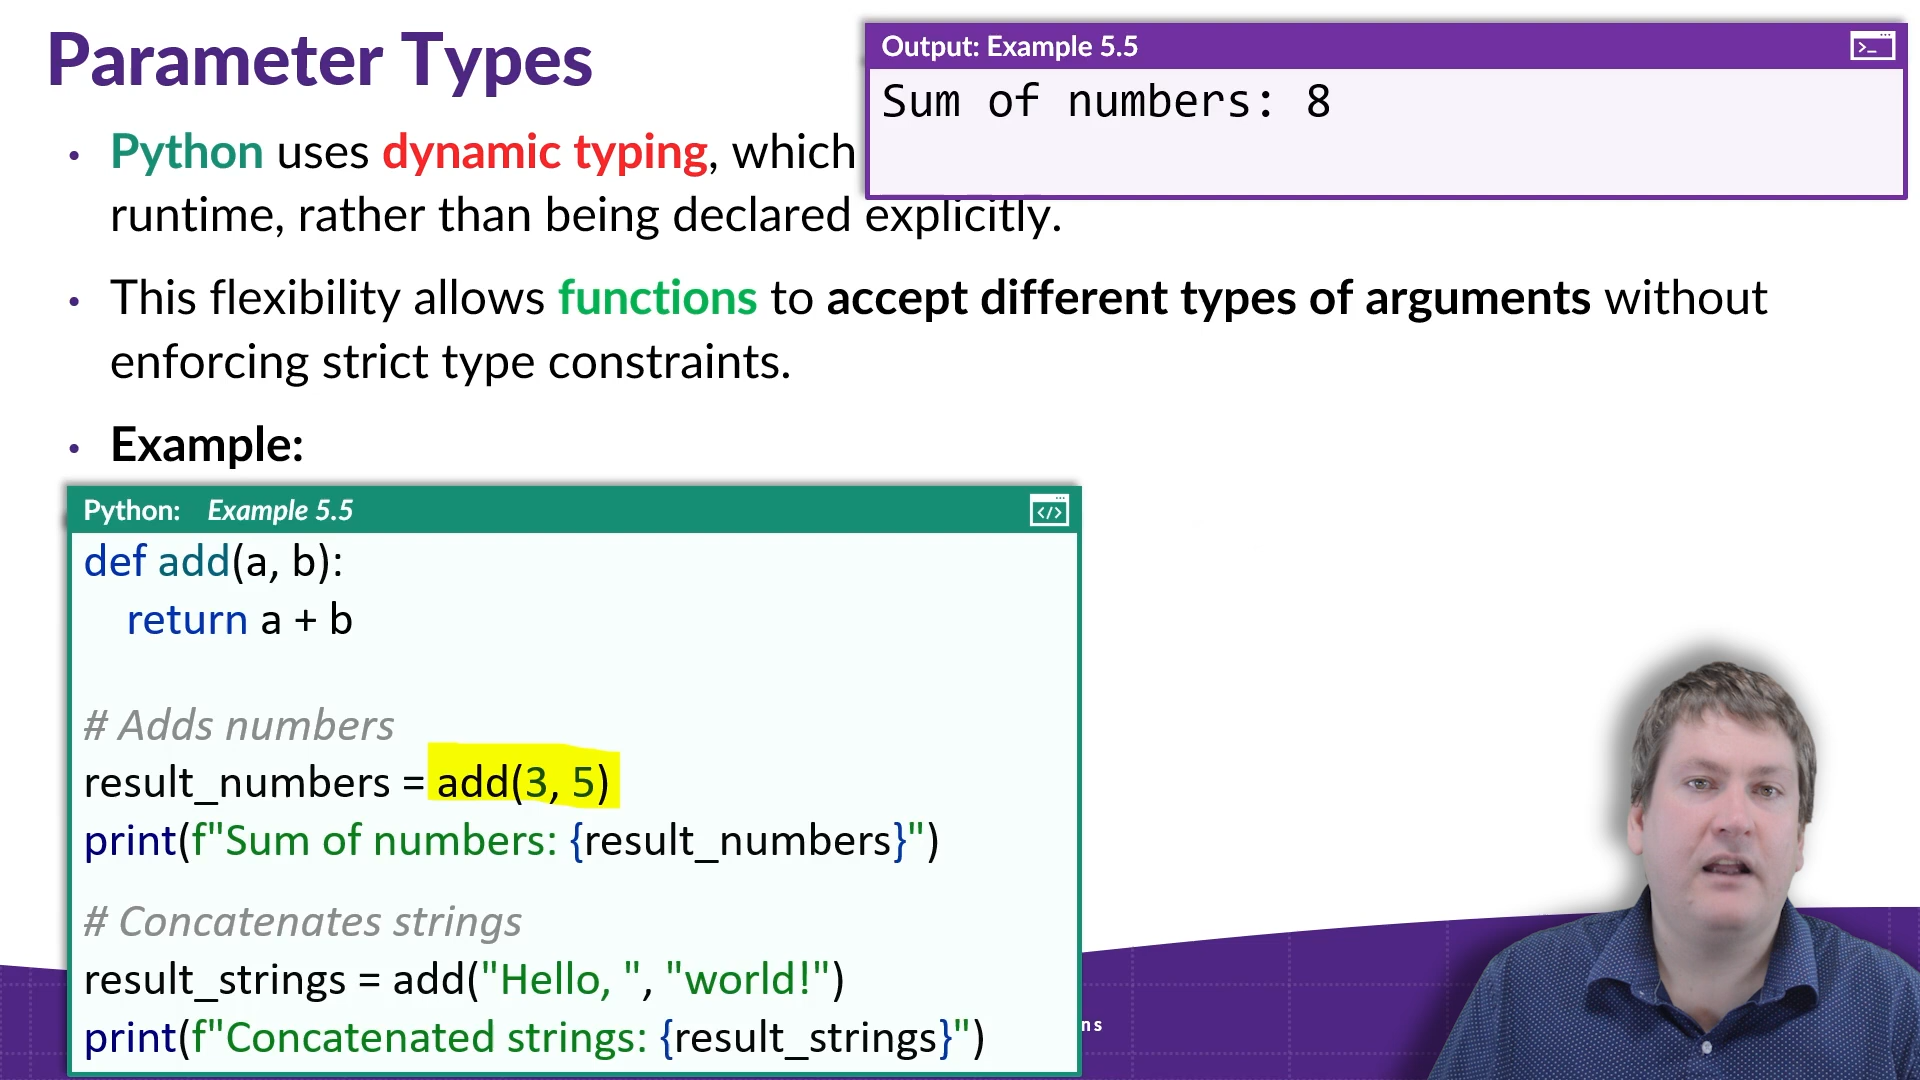 Parameter Types
Output: Example 5.5
Sum of numbers: 8
• Python uses dynamic typing, which
runtime, rather than being declared explicitly.
• This flexibility allows functions to accept different types of arguments without
enforcing strict type constraints.
• Example:
Python: Example 5.5
def add(a, b):
    return a + b
# Adds numbers
result_numbers = add(3, 5)
print(f"Sum of numbers: {result_numbers}")
# Concatenates strings
result_strings = add("Hello, ", "world!")
print(f"Concatenated strings: {result_strings}")